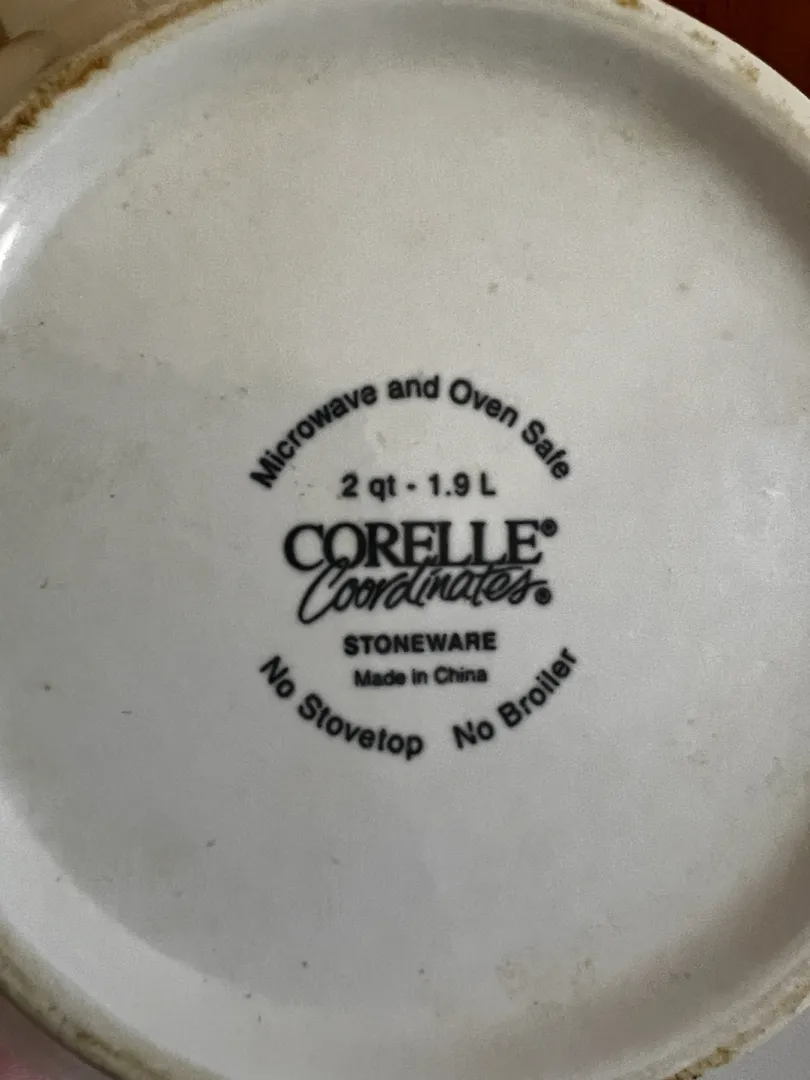 Microwave and Oven Safe
2 qt - 1.9 L
CORELLE®
Coordinates®
STONEWARE
Made in China
No Stovetop No Broiler